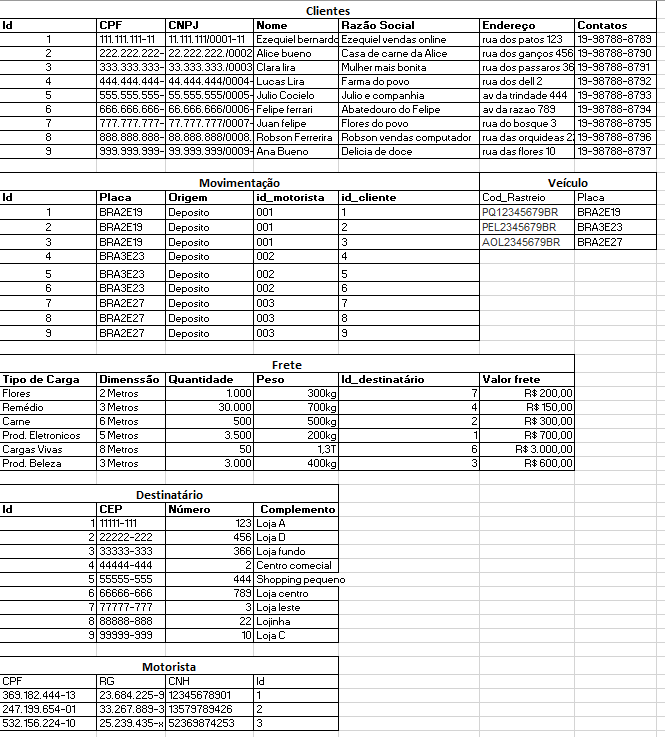 Clientes
Id CPF CNPJ Nome Razão Social Endereço Contatos
1 111.111.111-11 11.111.111/0001-11 Ezequiel bernardo Ezequiel vendas online rua dos patos 123 19-98788-8789
2 222.222.222- 22.222.222./0002 Alice bueno Casa de carne da Alice rua dos ganços 456 19-98788-8790
3 333.333.333- 33.333.333./0003 Clara lira Mulher mais bonita rua dos passaros 36 19-98788-8791
4 444.444.444- 44.444.444/0004- Lucas Lira Farma do povo rua dos dell 2 19-98788-8792
5 555.555.555- 55.555.555/0005- Julio Cocielo Julio e companhia av da trindade 444 19-98788-8793
6 666.666.666- 66.666.666/0006- Felipe ferrari Abatedouro do Felipe av da razao 789 19-98788-8794
7 777.777.777- 77.777.777/0007- Juan felipe Flores do povo rua do bosque 3 19-98788-8795
8 888.888.888- 88.888.888/0008. Robson Ferrerira Robson vendas computador rua das orquideas 22 19-98788-8796
9 999.999.999- 99.999.999/0009- Ana Bueno Delicia de doce rua das flores 10 19-98788-8797
Movimentação Veículo
Id Placa Origem id_motorista id_cliente Cod_Rastreio Placa
1 BRA2E19 Deposito 001 1 PQ12345679BR BRA2E19
2 BRA2E19 Deposito 001 2 PEL2345679BR BRA3E23
3 BRA2E19 Deposito 001 3 AOL2345679BR BRA2E27
4 BRA3E23 Deposito 002 4
5 BRA3E23 Deposito 002 5
6 BRA3E23 Deposito 002 6
7 BRA2E27 Deposito 003 7
8 BRA2E27 Deposito 003 8
9 BRA2E27 Deposito 003 9
Frete
Tipo de Carga Dimenssão Quantidade Peso Id_destinatário Valor frete
Flores 2 Metros 1.000 300kg 7 R$ 200,00
Remédio 3 Metros 30.000 700kg 4 R$ 150,00
Carne 6 Metros 500 500kg 2 R$ 300,00
Prod. Eletronicos 5 Metros 3.500 200kg 1 R$ 700,00
Cargas Vivas 8 Metros 50 1,3T 6 R$ 3.000,00
Prod. Beleza 3 Metros 3.000 400kg 3 R$ 600,00
Destinatário
Id CEP Número Complemento
1 11111-111 123 Loja A
2 22222-222 456 Loja D
3 33333-333 366 Loja fundo
4 44444-444 2 Centro comecial
5 55555-555 444 Shopping pequeno
6 66666-666 789 Loja centro
7 77777-777 3 Loja leste
8 88888-888 22 Lojinha
9 99999-999 10 Loja C
Motorista
CPF RG CNH Id
369.182.444-13 23.684.225-9 12345678901 1
247.199.654-01 33.267.889-3 13579789426 2
532.156.224-10 25.239.435-x 52369874253 3